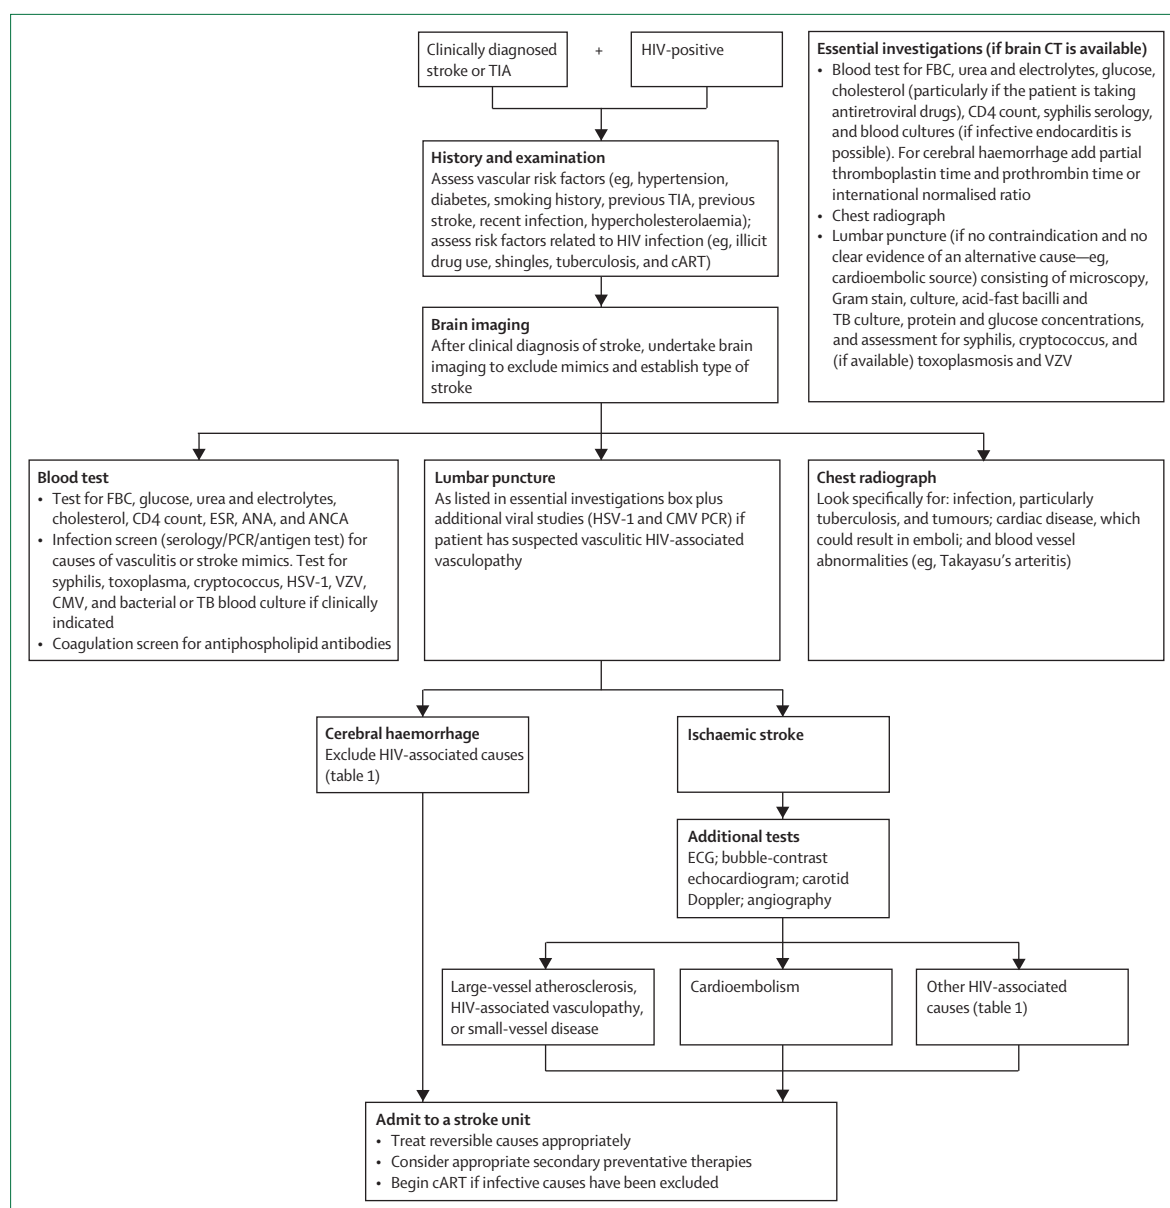 Clinically diagnosed
stroke or TIA
+
HIV-positive
Essential investigations (if brain CT is available)
• Blood test for FBC, urea and electrolytes, glucose,
cholesterol (particularly if the patient is taking
antiretroviral drugs), CD4 count, syphilis serology,
and blood cultures (if infective endocarditis is
possible). For cerebral haemorrhage add partial
thromboplastin time and prothrombin time or
international normalised ratio
• Chest radiograph
• Lumbar puncture (if no contraindication and no
clear evidence of an alternative cause—eg,
cardioembolic source) consisting of microscopy,
Gram stain, culture, acid-fast bacilli and
TB culture, protein and glucose concentrations,
and assessment for syphilis, cryptococcus, and
(if available) toxoplasmosis and VZV
History and examination
Assess vascular risk factors (eg, hypertension,
diabetes, smoking history, previous TIA, previous
stroke, recent infection, hypercholesterolaemia);
assess risk factors related to HIV infection (eg, illicit
drug use, shingles, tuberculosis, and cART)
Brain imaging
After clinical diagnosis of stroke, undertake brain
imaging to exclude mimics and establish type of
stroke
Blood test
• Test for FBC, glucose, urea and electrolytes,
cholesterol, CD4 count, ESR, ANA, and ANCA
• Infection screen (serology/PCR/antigen test) for
causes of vasculitis or stroke mimics. Test for
syphilis, toxoplasma, cryptococcus, HSV-1, VZV,
CMV, and bacterial or TB blood culture if clinically
indicated
• Coagulation screen for antiphospholipid antibodies
Lumbar puncture
As listed in essential investigations box plus
additional viral studies (HSV-1 and CMV PCR) if
patient has suspected vasculitic HIV-associated
vasculopathy
Chest radiograph
Look specifically for: infection, particularly
tuberculosis, and tumours; cardiac disease, which
could result in emboli; and blood vessel
abnormalities (eg, Takayasu's arteritis)
Cerebral haemorrhage
Exclude HIV-associated causes
(table 1)
Ischaemic stroke
Additional tests
ECG; bubble-contrast
echocardiogram; carotid
Doppler; angiography
Large-vessel atherosclerosis,
HIV-associated vasculopathy,
or small-vessel disease
Cardioembolism
Other HIV-associated
causes (table 1)
Admit to a stroke unit
• Treat reversible causes appropriately
• Consider appropriate secondary preventative therapies
• Begin cART if infective causes have been excluded